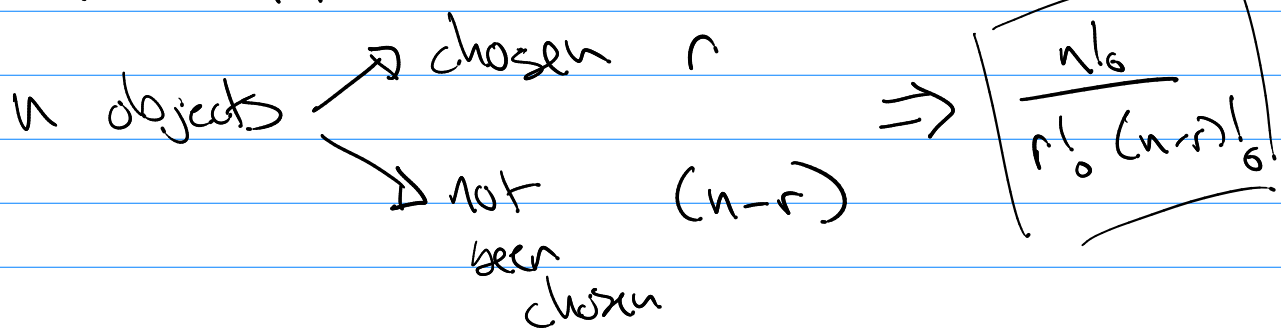 chosen r
n objects ⇒ n! / r! (n-r)!
not (n-r)
been
chosen